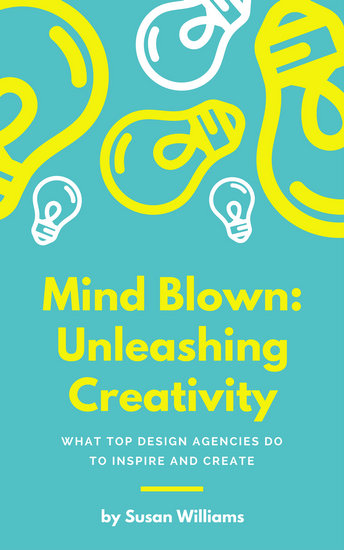 Mind Blown:
Unleashing
Creativity
WHAT TOP DESIGN AGENCIES DO
TO INSPIRE AND CREATE
by Susan Williams